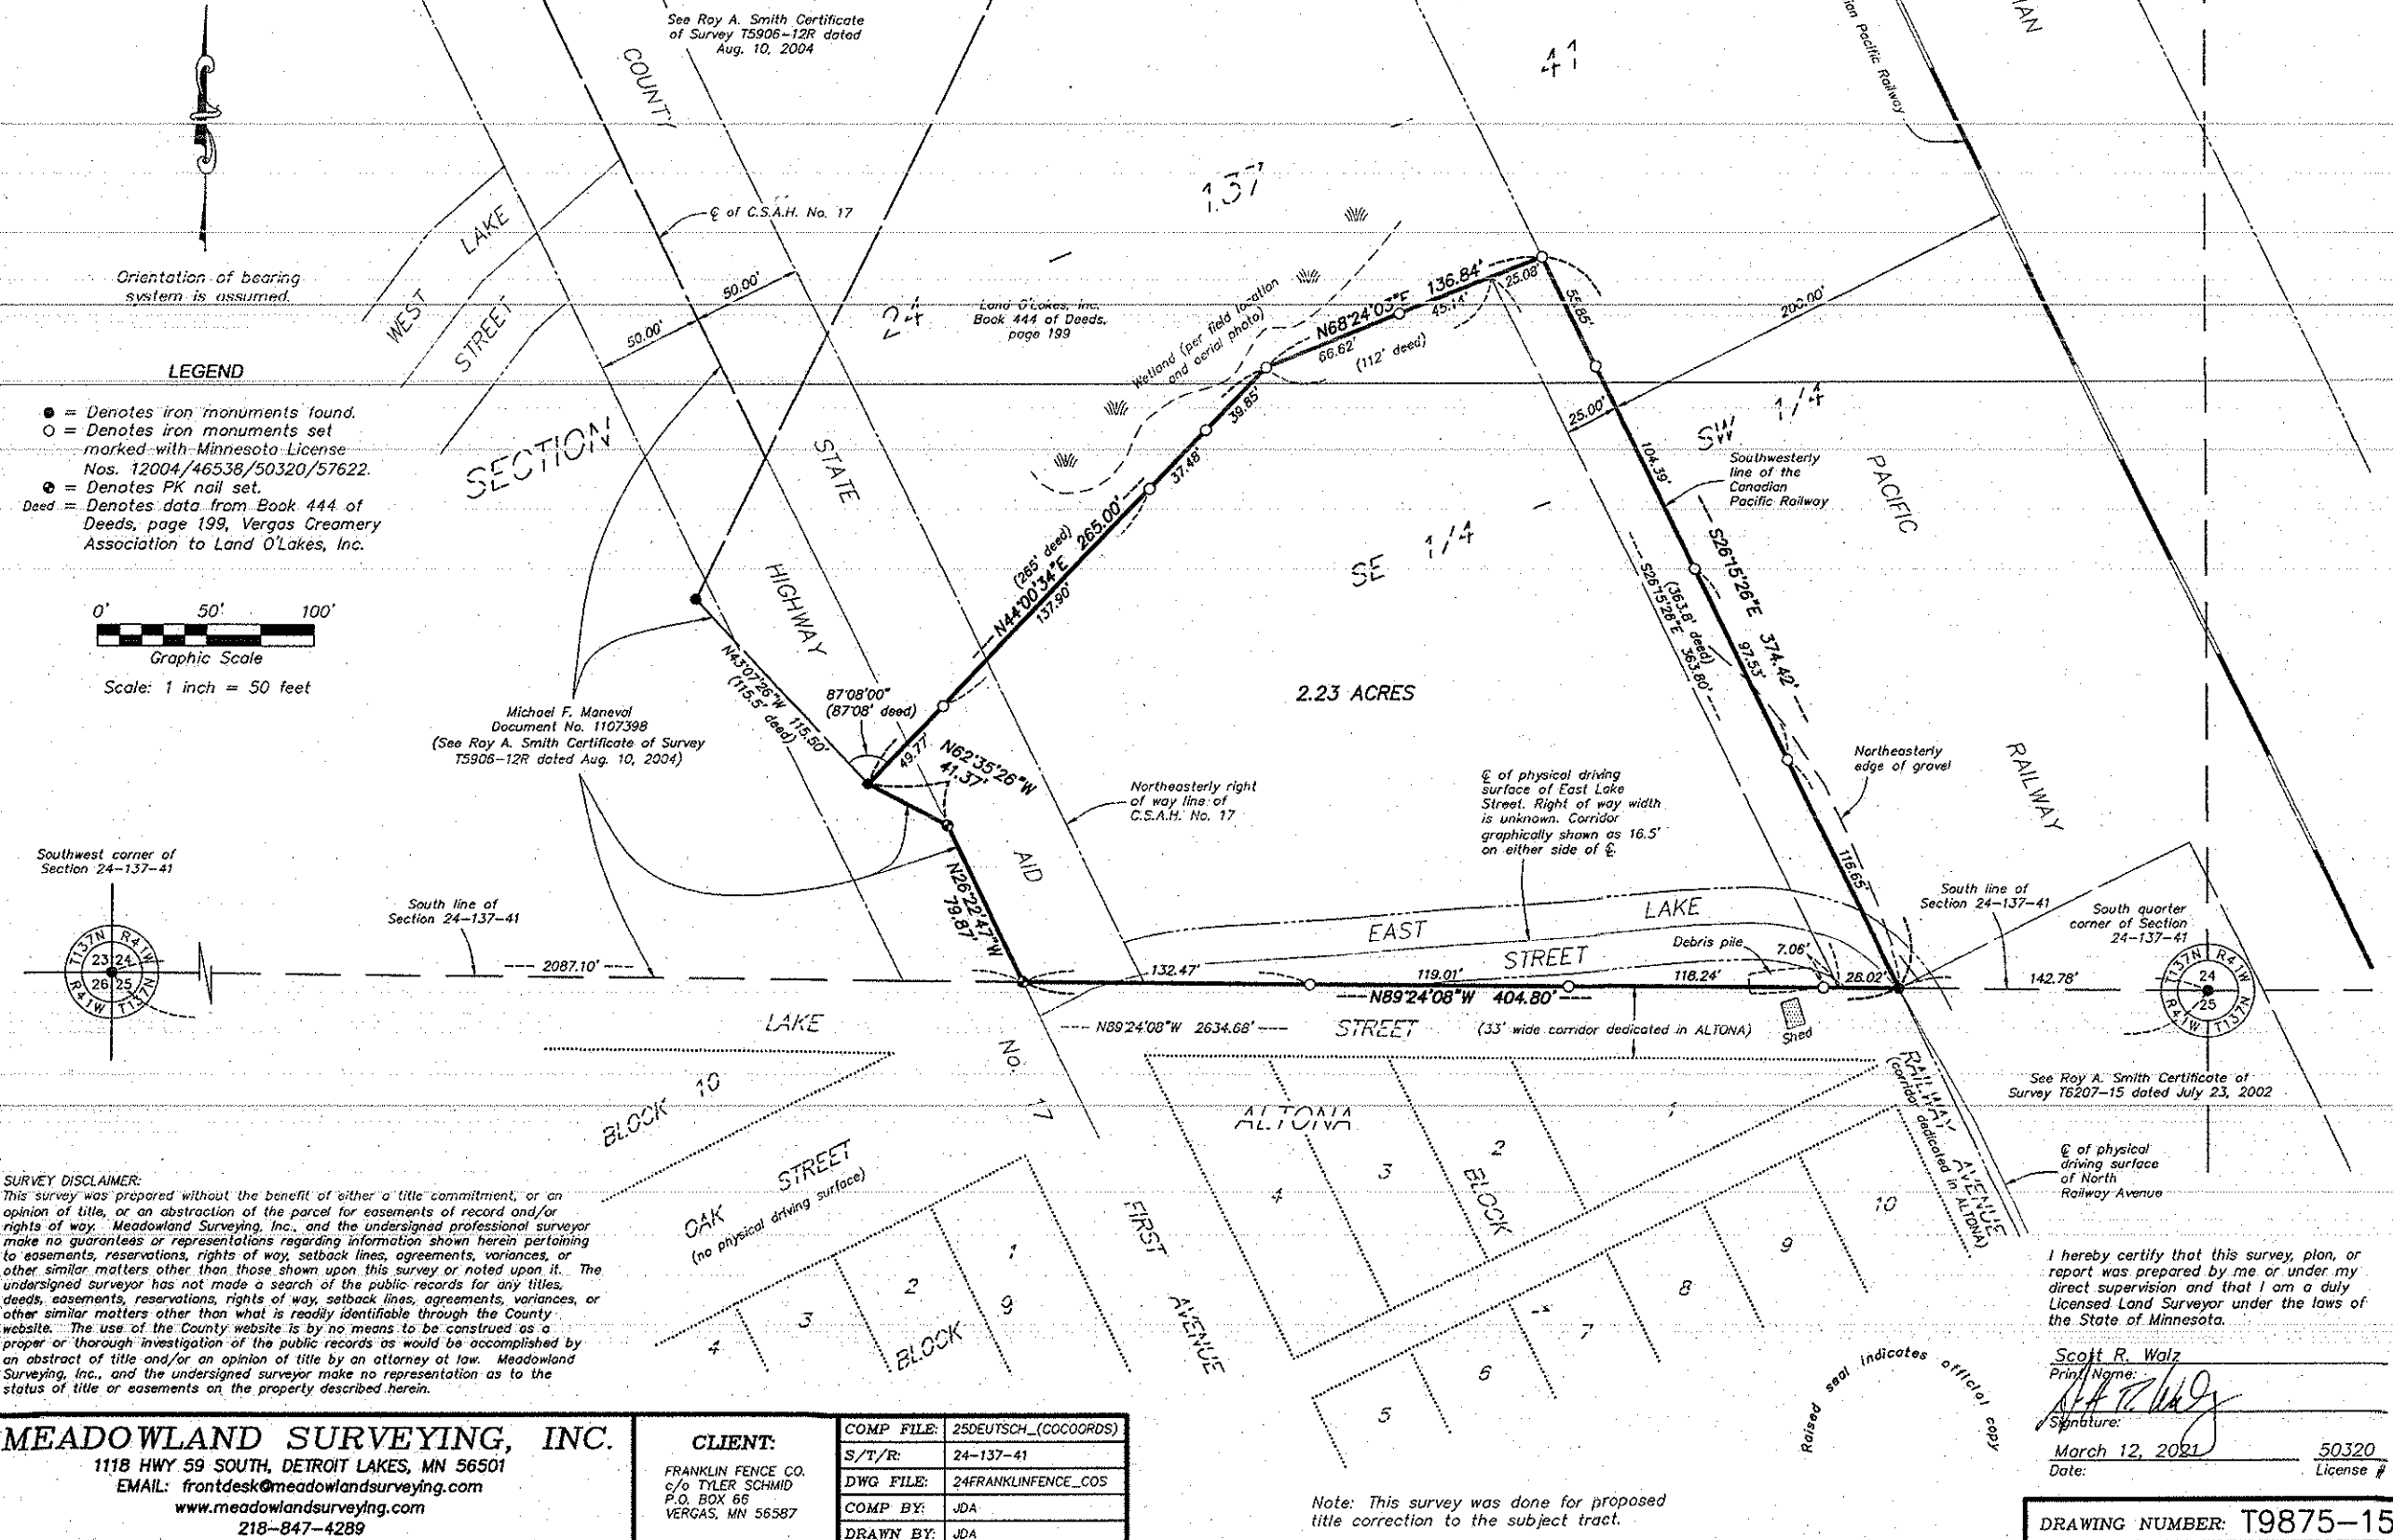 See Roy A. Smith Certificate
of Survey T5906-12R dated
Aug. 10, 2004
COUNTY
41
137
24
℄ of C.S.A.H. No. 17
WEST LAKE
STREET
50.00'
50.00'
Orientation of bearing
system is assumed.
Land O'Lakes, Inc.
Book 444 of Deeds,
page 199
Wetland (per field location
and aerial photo)
N68°24'03"E 136.84'
66.62'
45.14'
25.08'
(112' deed)
55.85'
200.00'
25.00'
Pacific Railway
LEGEND
● = Denotes iron monuments found.
○ = Denotes iron monuments set
marked with Minnesota License
Nos. 12004/46538/50320/57622.
= Denotes PK nail set.
Deed = Denotes data from Book 444 of
Deeds, page 199, Vergas Creamery
Association to Land O'Lakes, Inc.
SECTION
STATE
39.85'
37.48'
(265' deed)
N44°00'34"E 265.00'
137.90'
SW 1/4
SE 1/4
104.39'
Southwesterly
line of the
Canadian
Pacific Railway
PACIFIC
S26°15'26"E 374.42'
97.53'
(363.8' deed)
S26°15'26"E 363.80'
0' 50' 100'
Graphic Scale
Scale: 1 inch = 50 feet
HIGHWAY
N43°07'26"W 115.50'
(115.5' deed)
87°08'00"
(87°08' deed)
49.77'
N62°35'26"W
41.37'
2.23 ACRES
Michael F. Maneval
Document No. 1107398
(See Roy A. Smith Certificate of Survey
T5906-12R dated Aug. 10, 2004)
Northeasterly right
of way line of
C.S.A.H. No. 17
℄ of physical driving
surface of East Lake
Street. Right of way width
is unknown. Corridor
graphically shown as 16.5'
on either side of ℄.
Northeasterly
edge of gravel
RAILWAY
116.65'
AID
N26°22'47"W
79.87'
Southwest corner of
Section 24-137-41
T137N R41W
23 24
26 25
R41W T137N
South line of
Section 24-137-41
2087.10'
EAST LAKE
STREET
Debris pile
7.06'
South line of
Section 24-137-41
South quarter
corner of Section
24-137-41
T137N R41W
24
25
R41W T137N
132.47'
119.01'
118.24'
28.02'
142.78'
N89°24'08"W 404.80'
LAKE
N89°24'08"W 2634.68'
STREET
(33' wide corridor dedicated in ALTONA)
Shed
No. 17
BLOCK 10
ALTONA
1
2
3
4
BLOCK
RAILWAY AVENUE
(corridor dedicated in ALTONA)
See Roy A. Smith Certificate of
Survey T6207-15 dated July 23, 2002
℄ of physical
driving surface
of North
Railway Avenue
OAK STREET
(no physical driving surface)
FIRST
AVENUE
1
2
3
4
BLOCK 9
10
9
8
7
6
5
SURVEY DISCLAIMER:
This survey was prepared without the benefit of either a title commitment, or an
opinion of title, or an abstraction of the parcel for easements of record and/or
rights of way. Meadowland Surveying, Inc., and the undersigned professional surveyor
make no guarantees or representations regarding information shown herein pertaining
to easements, reservations, rights of way, setback lines, agreements, variances, or
other similar matters other than those shown upon this survey or noted upon it. The
undersigned surveyor has not made a search of the public records for any titles,
deeds, easements, reservations, rights of way, setback lines, agreements, variances, or
other similar matters other than what is readily identifiable through the County
website. The use of the County website is by no means to be construed as a
proper or thorough investigation of the public records as would be accomplished by
an abstract of title and/or an opinion of title by an attorney at law. Meadowland
Surveying, Inc., and the undersigned surveyor make no representation as to the
status of title or easements on the property described herein.
I hereby certify that this survey, plan, or
report was prepared by me or under my
direct supervision and that I am a duly
Licensed Land Surveyor under the laws of
the State of Minnesota.
Scott R. Walz
Print Name:
Signature:
March 12, 2021 50320
Date: License #
Raised seal indicates official copy
MEADOWLAND SURVEYING, INC.
1118 HWY 59 SOUTH, DETROIT LAKES, MN 56501
EMAIL: frontdesk@meadowlandsurveying.com
www.meadowlandsurveying.com
218-847-4289
CLIENT:
FRANKLIN FENCE CO.
c/o TYLER SCHMID
P.O. BOX 66
VERGAS, MN 56587
COMP FILE: 25DEUTSCH_(COCOORDS)
S/T/R: 24-137-41
DWG FILE: 24FRANKLINFENCE_COS
COMP BY: JDA
DRAWN BY: JDA
Note: This survey was done for proposed
title correction to the subject tract.
DRAWING NUMBER: T9875-15